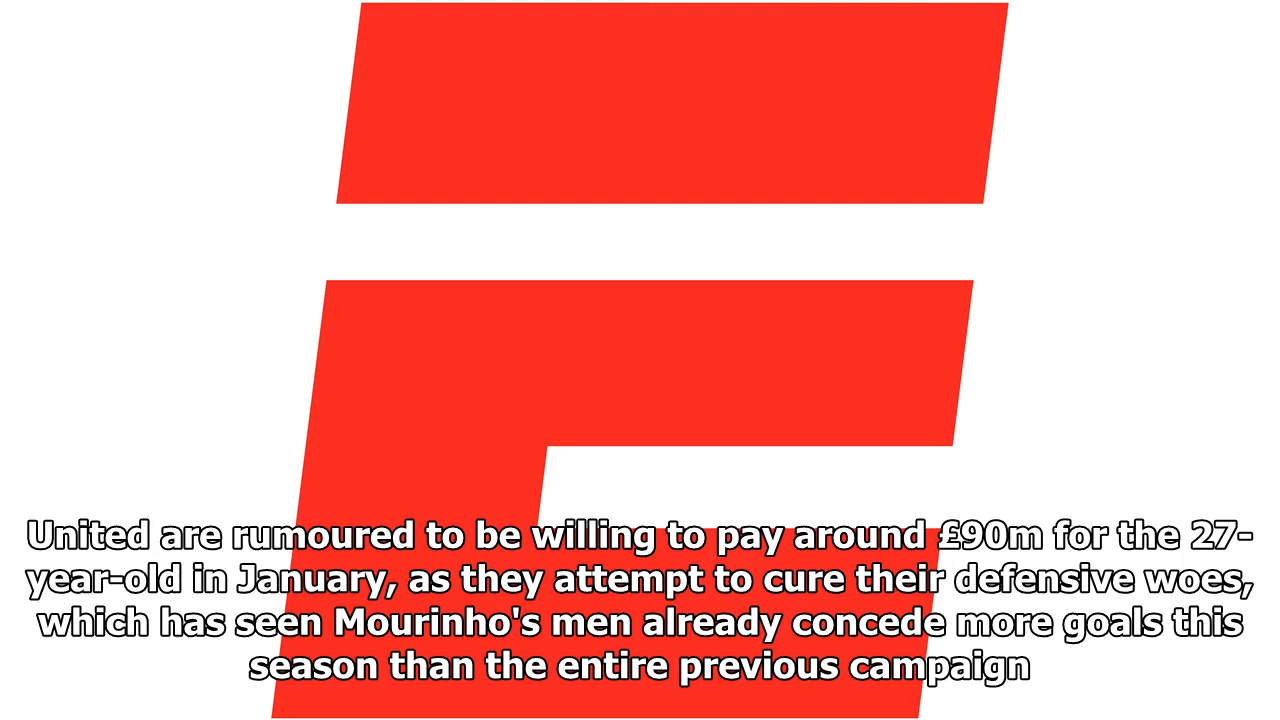 United are rumoured to be willing to pay around £90m for the 27-
year-old in January, as they attempt to cure their defensive woes,
which has seen Mourinho's men already concede more goals this
season than the entire previous campaign